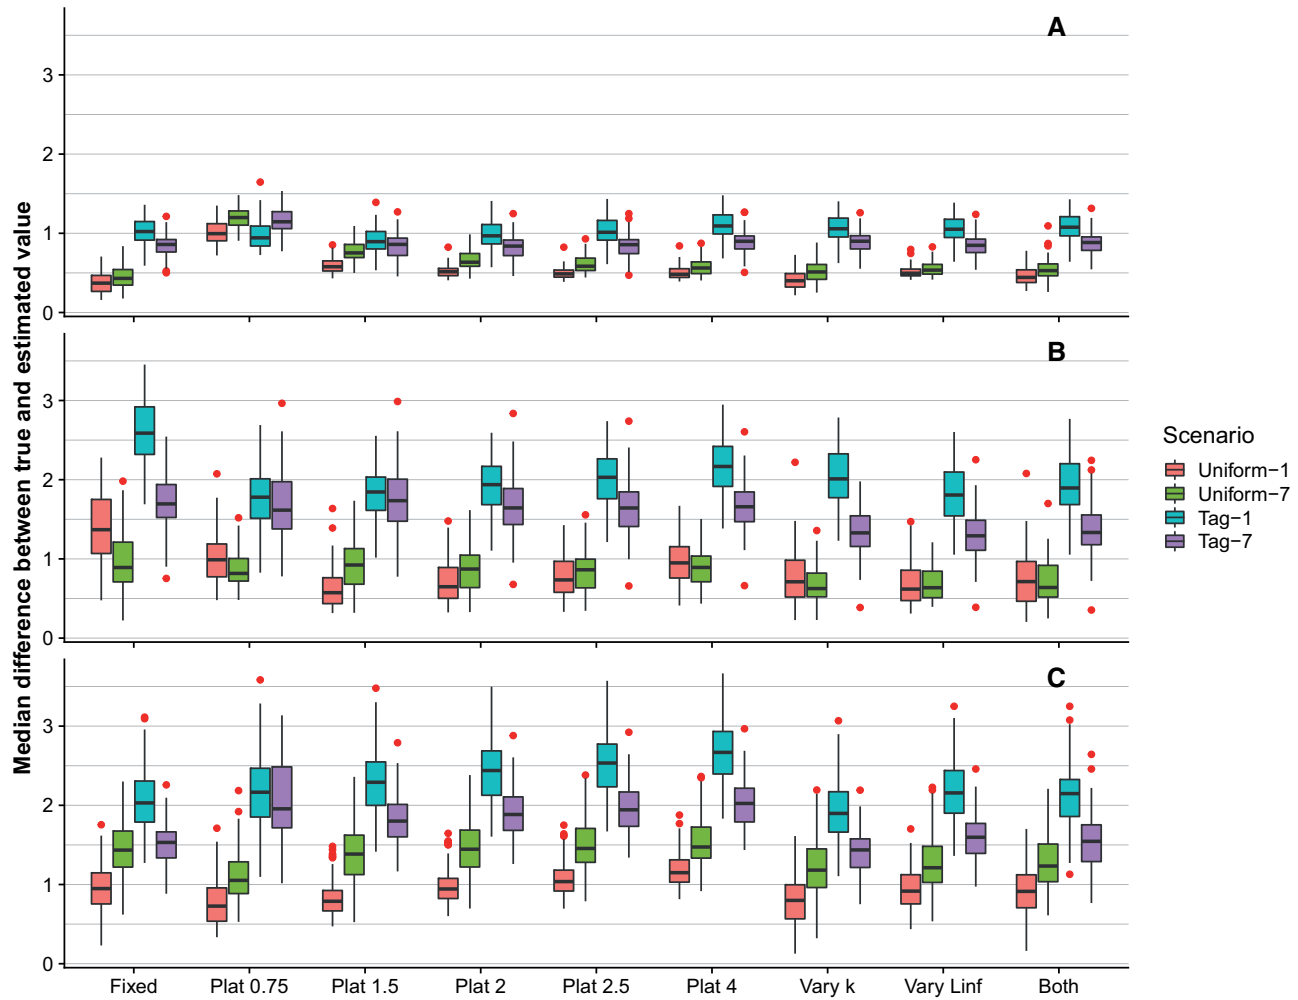 Median difference between true and estimated value
A
3
2
1
0
B
3
2
1
0
C
3
2
1
0
Fixed Plat 0.75 Plat 1.5 Plat 2 Plat 2.5 Plat 4 Vary k Vary Linf Both
Scenario
Uniform−1
Uniform−7
Tag−1
Tag−7